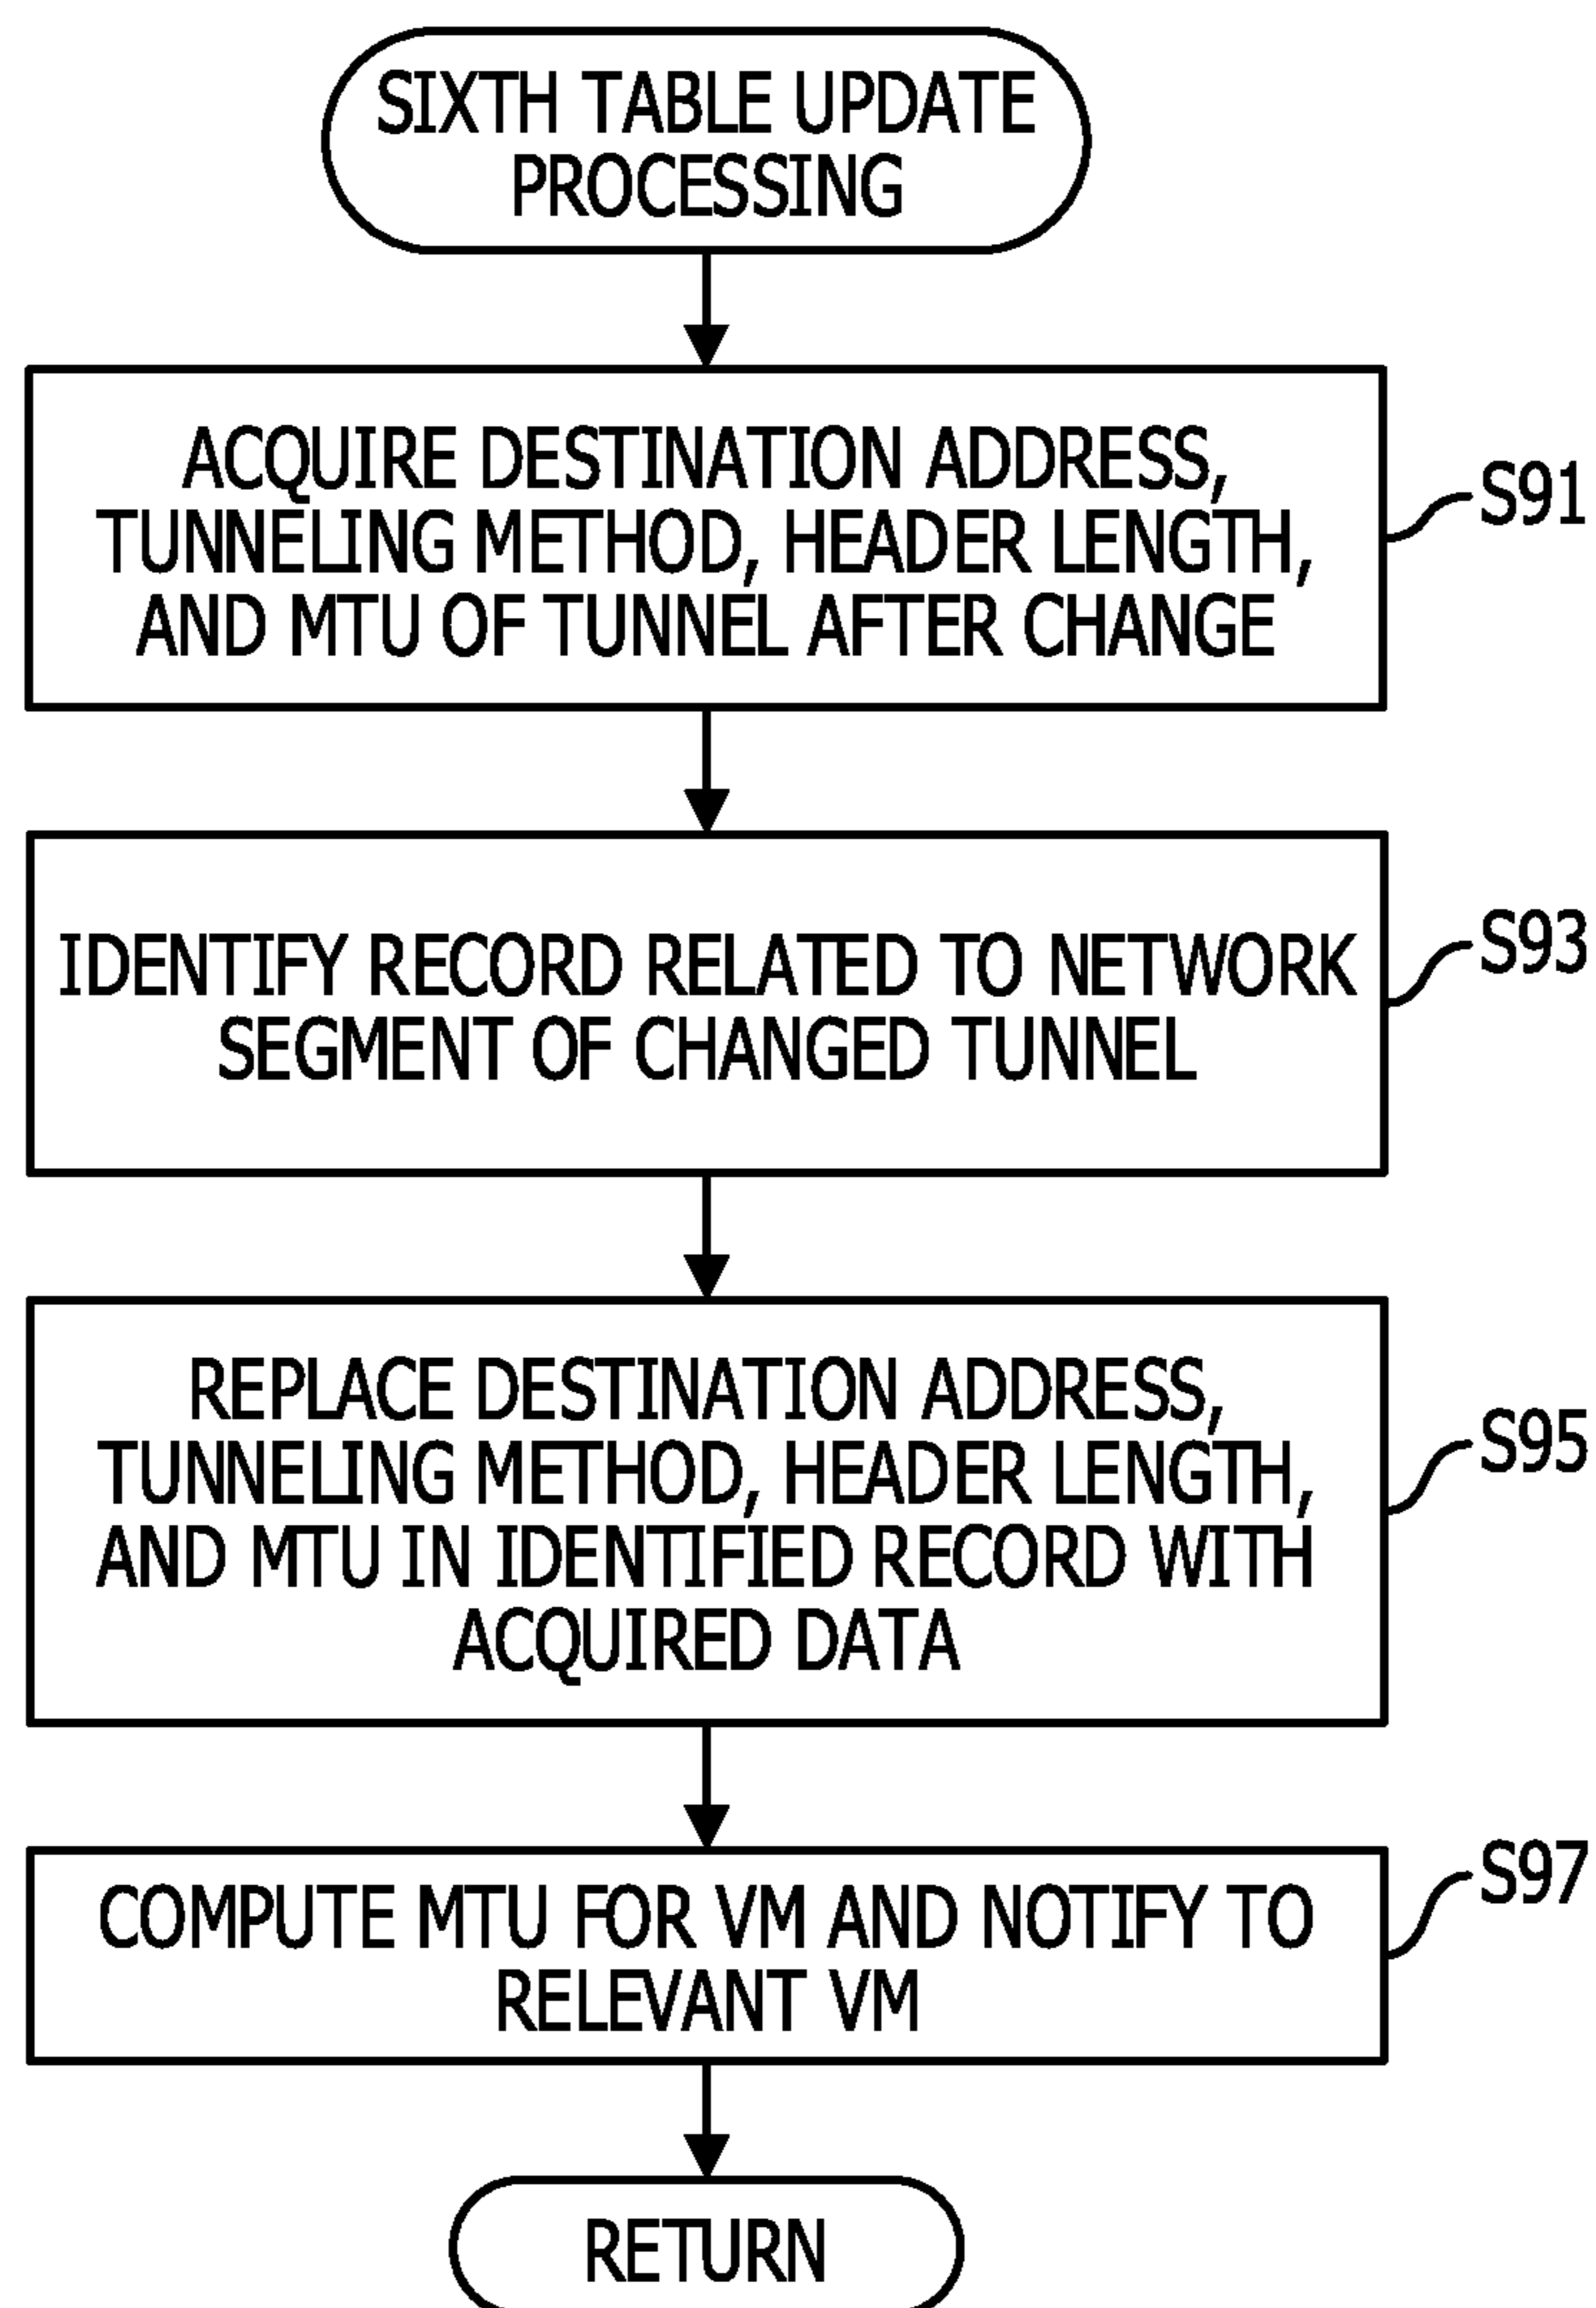 SIXTH TABLE UPDATE
PROCESSING
ACQUIRE DESTINATION ADDRESS,
TUNNELING METHOD, HEADER LENGTH,
AND MTU OF TUNNEL AFTER CHANGE
S91
IDENTIFY RECORD RELATED TO NETWORK
SEGMENT OF CHANGED TUNNEL
S93
REPLACE DESTINATION ADDRESS,
TUNNELING METHOD, HEADER LENGTH,
AND MTU IN IDENTIFIED RECORD WITH
ACQUIRED DATA
S95
COMPUTE MTU FOR VM AND NOTIFY TO
RELEVANT VM
S97
RETURN